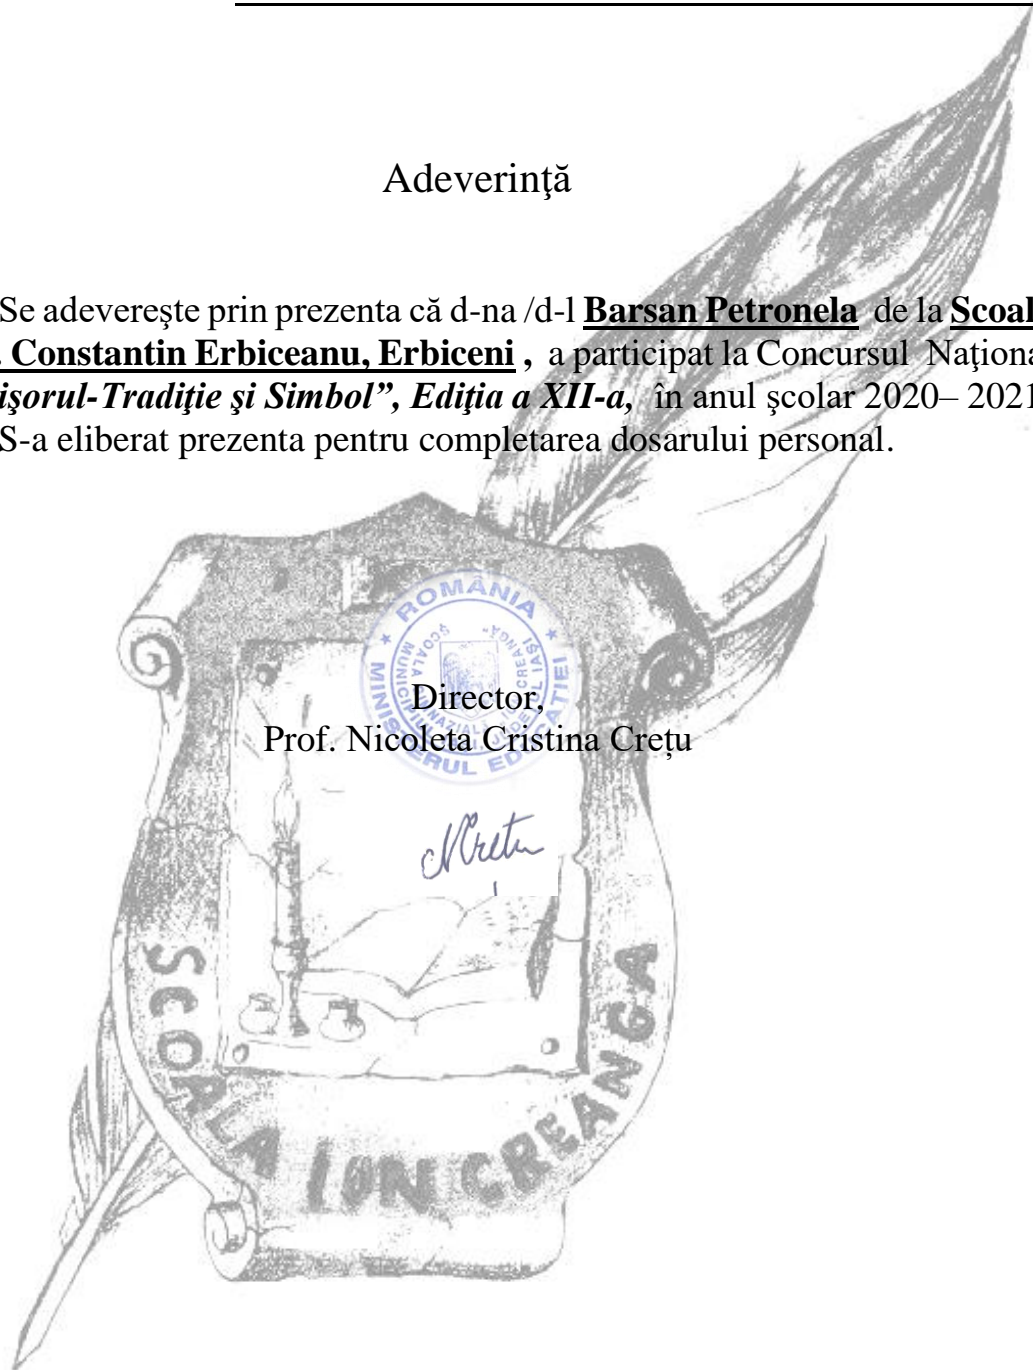 Adeverinţă
Se adevereşte prin prezenta că d-na /d-l Barsan Petronela de la Scoal
. Constantin Erbiceanu, Erbiceni , a participat la Concursul Naţiona
işorul-Tradiţie şi Simbol”, Ediţia a XII-a, în anul şcolar 2020– 2021
S-a eliberat prezenta pentru completarea dosarului personal.
ROMÂNIA
MINISTERUL EDUCAȚIEI
Director,
Prof. Nicoleta Cristina Crețu
NCretu
ŞCOALA ION CREANGA